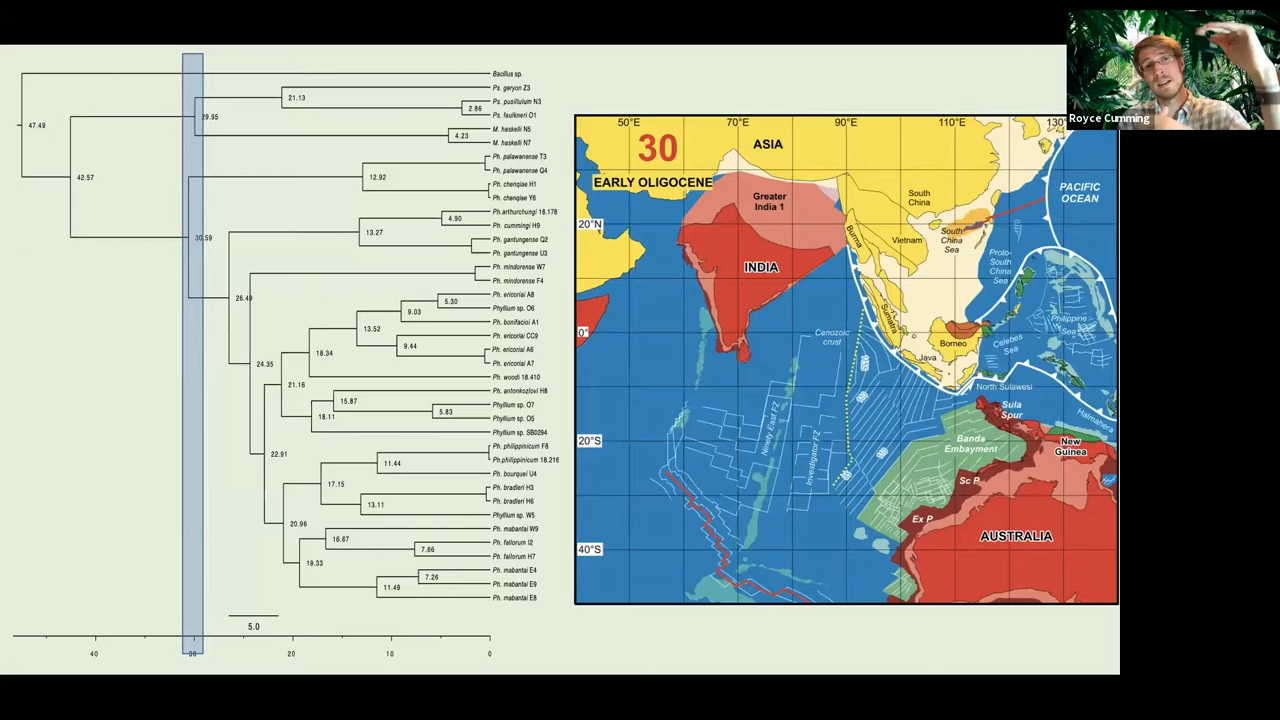 Royce Cumming
Bacillus sp.
Ps. geryon Z3
Ps. pusillulum N3
Ps. faulkneri O1
M. haskelli N5
M. haskelli N7
Ph. palawanense T3
Ph. palawanense Q4
Ph. chenqiae H1
Ph. chenqiae Y6
Ph.arthurchungi 18.178
Ph. cummingi H9
Ph. gantungense Q2
Ph. gantungense U3
Ph. mindorense W7
Ph. mindorense F4
Ph. ericoriai A8
Phyllium sp. O6
Ph. bonifacioi A1
Ph. ericoriai CC9
Ph. ericoriai A6
Ph. ericoriai A7
Ph. woodi 18.410
Ph. antonkozlovi H8
Phyllium sp. O7
Phyllium sp. O5
Phyllium sp. SB0294
Ph. philippinicum F8
Ph.philippinicum 18.216
Ph. bourquei U4
Ph. bradleri H3
Ph. bradleri H6
Phyllium sp. W5
Ph. mabantai W9
Ph. fallorum I2
Ph. fallorum H7
Ph. mabantai E4
Ph. mabantai E9
Ph. mabantai E8
47.49
42.57
29.95
21.13
2.86
4.23
30.59
12.92
26.49
13.27
4.90
24.35
22.91
21.16
18.34
13.52
9.03
5.30
9.44
18.11
15.87
5.83
20.96
17.15
11.44
13.11
19.33
16.67
7.66
11.49
7.26
5.0
40
30
20
10
0
50°E
70°E
90°E
110°E
130°
30
EARLY OLIGOCENE
ASIA
Greater
India 1
INDIA
20°N
0°
20°S
40°S
South
China
Vietnam
Burma
South
China
Sea
PACIFIC
OCEAN
Proto-
South
China
Sea
Philippine
Sea
Sumatra
Borneo
Java
Celebes
Sea
North Sulawesi
Halmahera
Cenozoic
crust
Ninety East FZ
Investigator FZ
Sula
Spur
Banda
Embayment
New
Guinea
Sc P
Ex P
AUSTRALIA